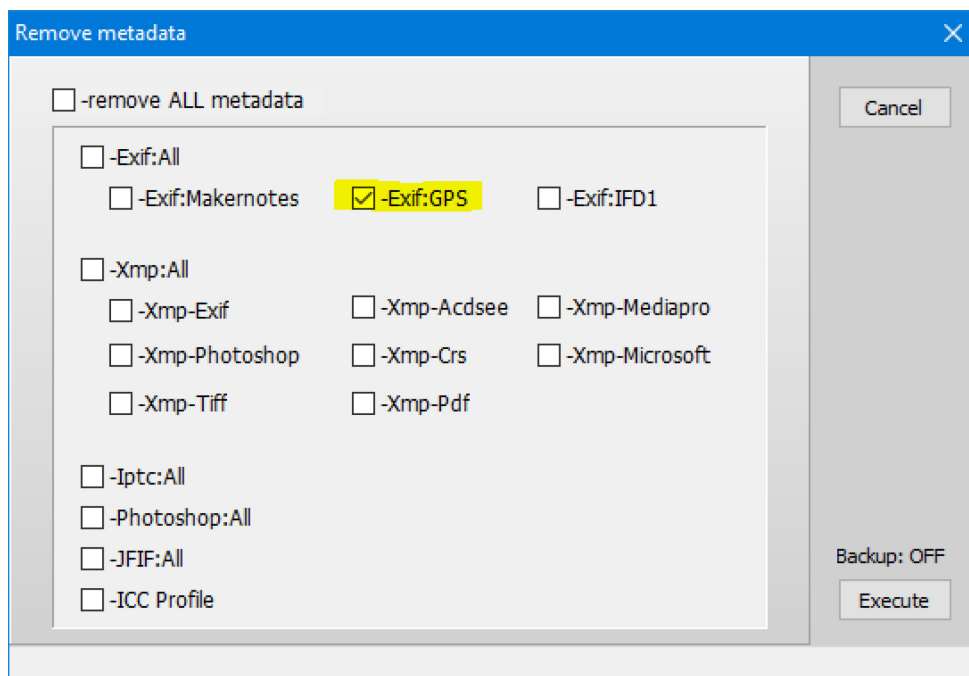 Remove metadata
-remove ALL metadata
Cancel
-Exif:All
-Exif:Makernotes -Exif:GPS -Exif:IFD1
-Xmp:All
-Xmp-Exif -Xmp-Acdsee -Xmp-Mediapro
-Xmp-Photoshop -Xmp-Crs -Xmp-Microsoft
-Xmp-Tiff -Xmp-Pdf
-Iptc:All
-Photoshop:All
-JFIF:All
-ICC Profile
Backup: OFF
Execute